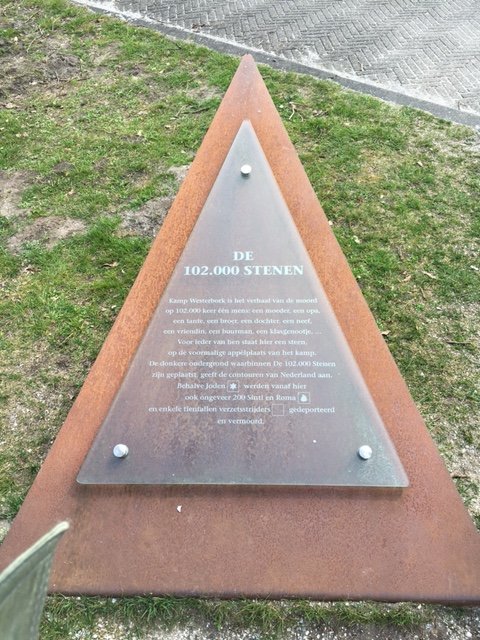 DE
102.000 STENEN
Kamp Westerbork is het verhaal van de moord
op 102.000 keer één mens: een moeder, een opa,
een tante, een broer, een dochter, een neef,
een vriendin, een buurman, een klasgenootje, ...
Voor ieder van hen staat hier een steen,
op de voormalige appèlplaats van het kamp.
De donkere ondergrond waarbinnen De 102.000 Stenen
zijn geplaatst, geeft de contouren van Nederland aan.
Behalve Joden werden vanaf hier
ook ongeveer 200 Sinti en Roma
en enkele tientallen verzetsstrijders gedeporteerd
en vermoord.